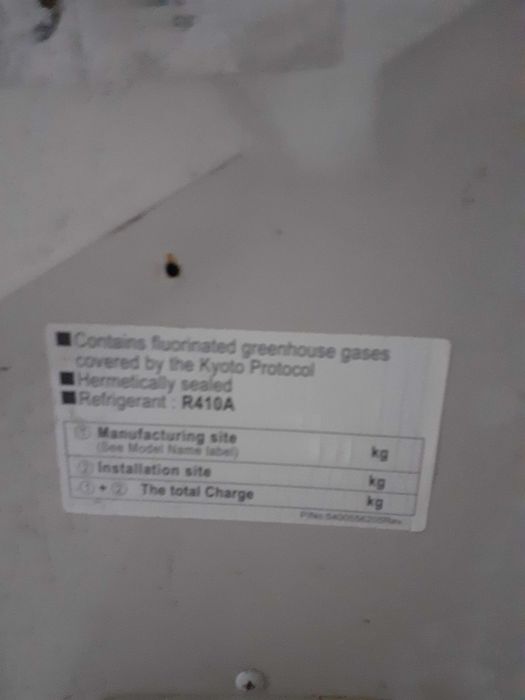 ■ Contains fluorinated greenhouse gases
covered by the Kyoto Protocol
■ Hermetically sealed
■ Refrigerant : R410A
① Manufacturing site kg
(See Model Name label)
② Installation site kg
① + ② The total Charge kg